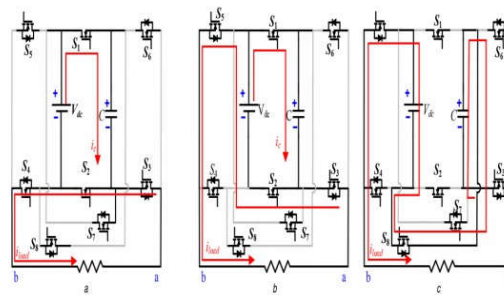 S5 S1 S6
+ Vdc - + C -
ic
S4 S2 S3
S7
S8
iload
b a a
S5 S1 S6
+ Vdc - + C -
ic
S4 S2 S3
S7
S8
iload
b b a
S5 S1 S6
+ Vdc - + C -
S4 S2 S3
S7
S8
iload
b c a